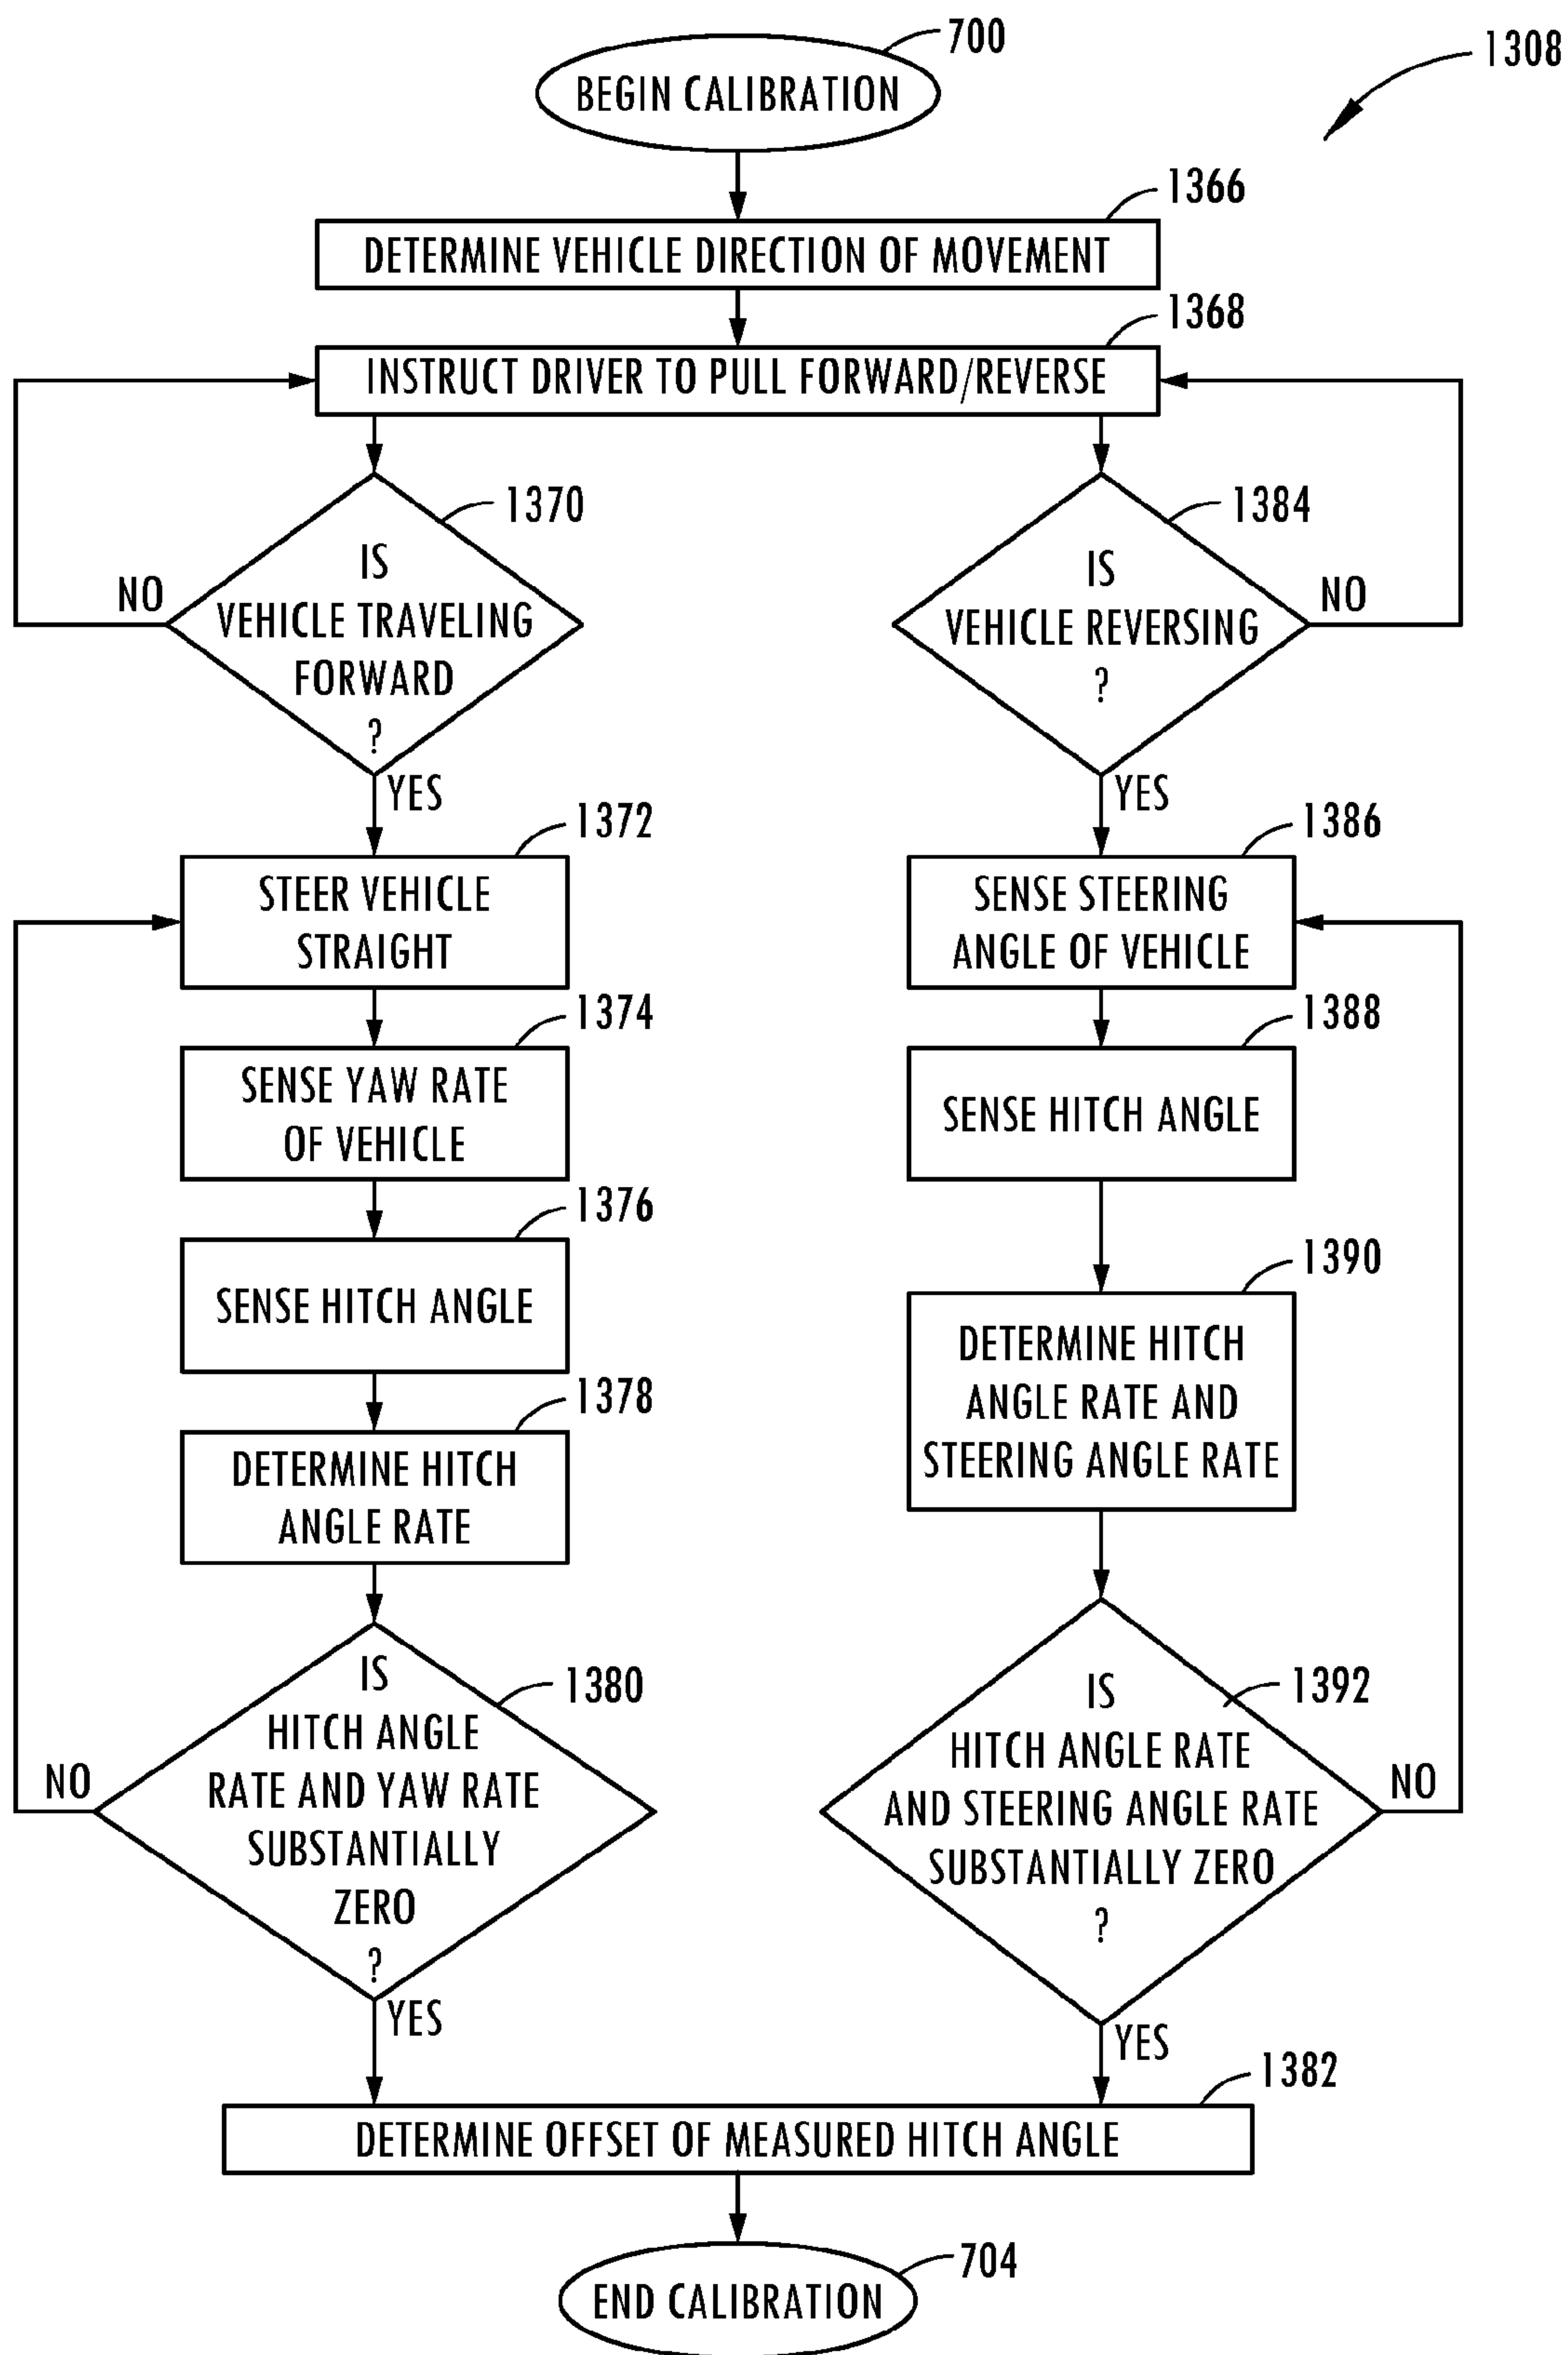 700
BEGIN CALIBRATION
1308
1366
DETERMINE VEHICLE DIRECTION OF MOVEMENT
1368
INSTRUCT DRIVER TO PULL FORWARD/REVERSE
1370
IS
VEHICLE TRAVELING
FORWARD
?
NO
YES
1372
STEER VEHICLE
STRAIGHT
1374
SENSE YAW RATE
OF VEHICLE
1376
SENSE HITCH ANGLE
1378
DETERMINE HITCH
ANGLE RATE
1380
IS
HITCH ANGLE
RATE AND YAW RATE
SUBSTANTIALLY
ZERO
?
NO
YES
1384
IS
VEHICLE REVERSING
?
NO
YES
1386
SENSE STEERING
ANGLE OF VEHICLE
1388
SENSE HITCH ANGLE
1390
DETERMINE HITCH
ANGLE RATE AND
STEERING ANGLE RATE
1392
IS
HITCH ANGLE RATE
AND STEERING ANGLE RATE
SUBSTANTIALLY ZERO
?
NO
YES
1382
DETERMINE OFFSET OF MEASURED HITCH ANGLE
704
END CALIBRATION